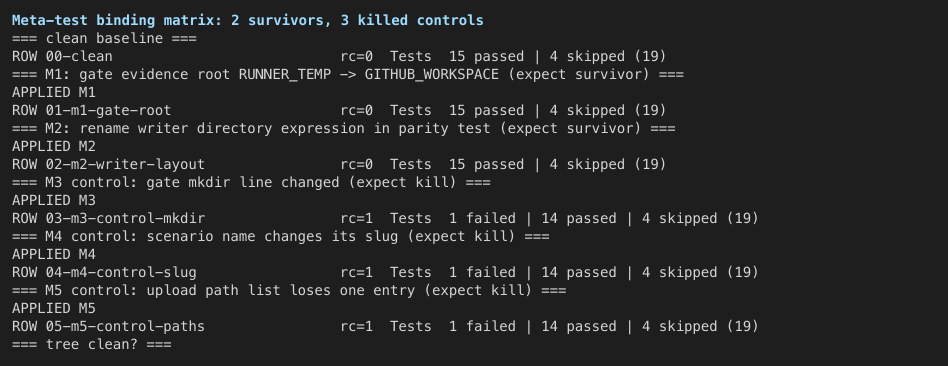 Meta-test binding matrix: 2 survivors, 3 killed controls
=== clean baseline ===
ROW 00-clean                           rc=0  Tests  15 passed | 4 skipped (19)
=== M1: gate evidence root RUNNER_TEMP -> GITHUB_WORKSPACE (expect survivor) ===
APPLIED M1
ROW 01-m1-gate-root                    rc=0  Tests  15 passed | 4 skipped (19)
=== M2: rename writer directory expression in parity test (expect survivor) ===
APPLIED M2
ROW 02-m2-writer-layout                rc=0  Tests  15 passed | 4 skipped (19)
=== M3 control: gate mkdir line changed (expect kill) ===
APPLIED M3
ROW 03-m3-control-mkdir                rc=1  Tests  1 failed | 14 passed | 4 skipped (19)
=== M4 control: scenario name changes its slug (expect kill) ===
APPLIED M4
ROW 04-m4-control-slug                 rc=1  Tests  1 failed | 14 passed | 4 skipped (19)
=== M5 control: upload path list loses one entry (expect kill) ===
APPLIED M5
ROW 05-m5-control-paths                rc=1  Tests  1 failed | 14 passed | 4 skipped (19)
=== tree clean? ===